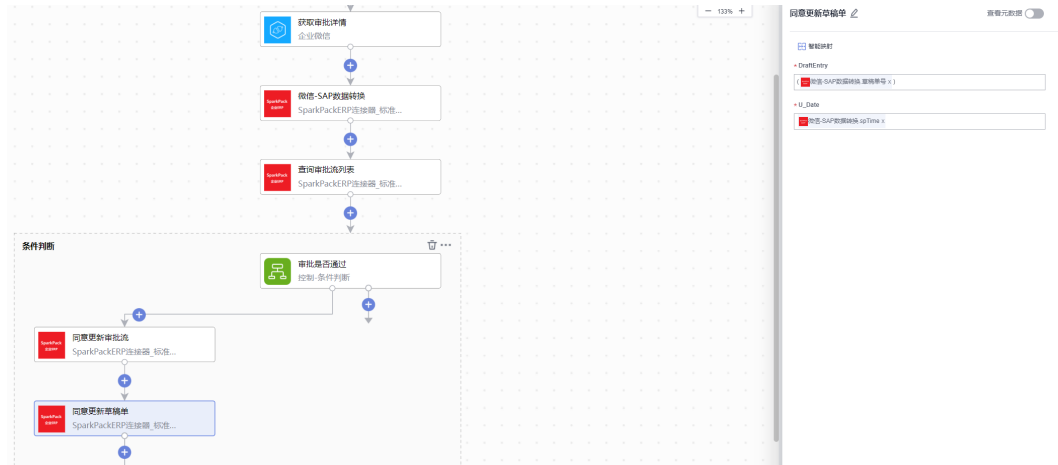 133%
获取审批详情
企业微信
微信-SAP数据转换
SparkPackERP连接器_标准...
查询审批流列表
SparkPackERP连接器_标准...
条件判断
审批是否通过
控制-条件判断
同意更新审批流
SparkPackERP连接器_标准...
同意更新草稿单
SparkPackERP连接器_标准...
同意更新草稿单
查看元数据
智能映射
* DraftEntry
( 微信-SAP数据转换.草稿单号 x )
* U_Date
微信-SAP数据转换.spTime x